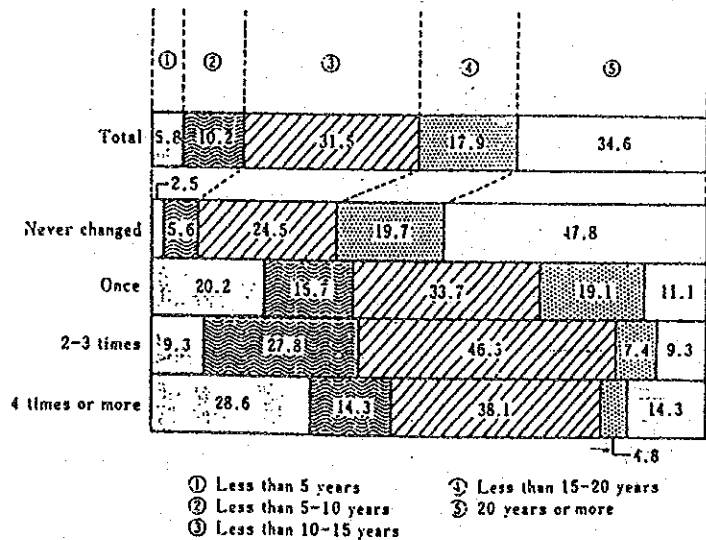 ① ② ③ ④ ⑤
Total 5.8 10.2 31.5 17.9 34.6
2.5
Never changed 5.6 24.5 19.7 47.8
Once 20.2 15.7 33.7 19.1 11.1
2-3 times 9.3 27.8 46.3 7.4 9.3
4 times or more 28.6 14.3 38.1 14.3
4.8
① Less than 5 years ④ Less than 15-20 years
② Less than 5-10 years ⑤ 20 years or more
③ Less than 10-15 years